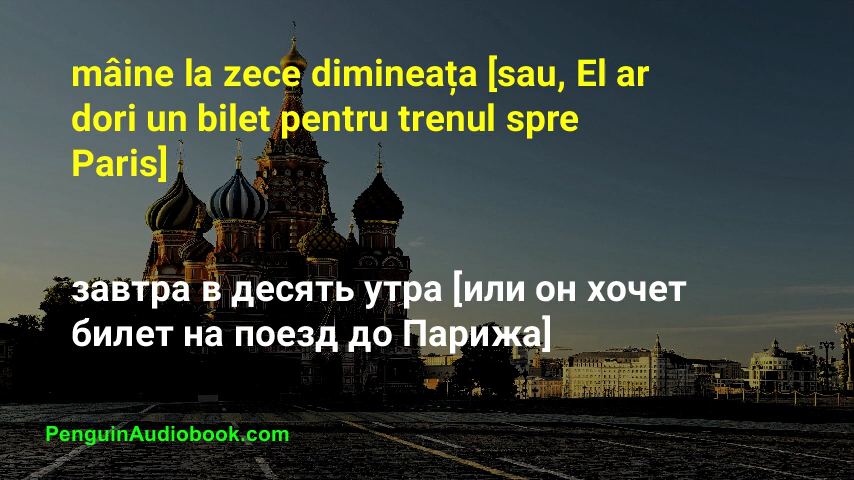 mâine la zece dimineața [sau, El ar
dori un bilet pentru trenul spre
Paris]
завтра в десять утра [или он хочет
билет на поезд до Парижа]
PenguinAudiobook.com